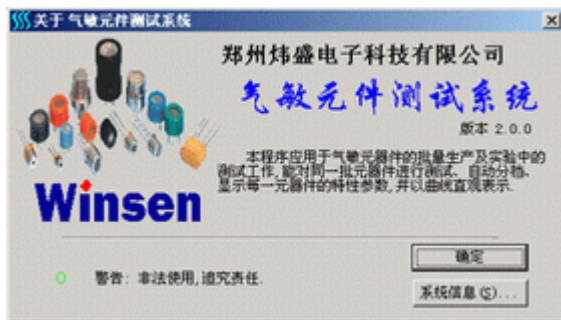 关于 气敏元件测试系统
郑州炜盛电子科技有限公司
气敏元件测试系统
版本 2.0.0
本程序应用于气敏元器件的批量生产及实验中的
测试工作,能对同一批元器件进行测试、自动分档、
显示每一元器件的特性参数,并以曲线直观表示.
Winsen
确定
警告: 非法使用,追究责任.
系统信息(S)...